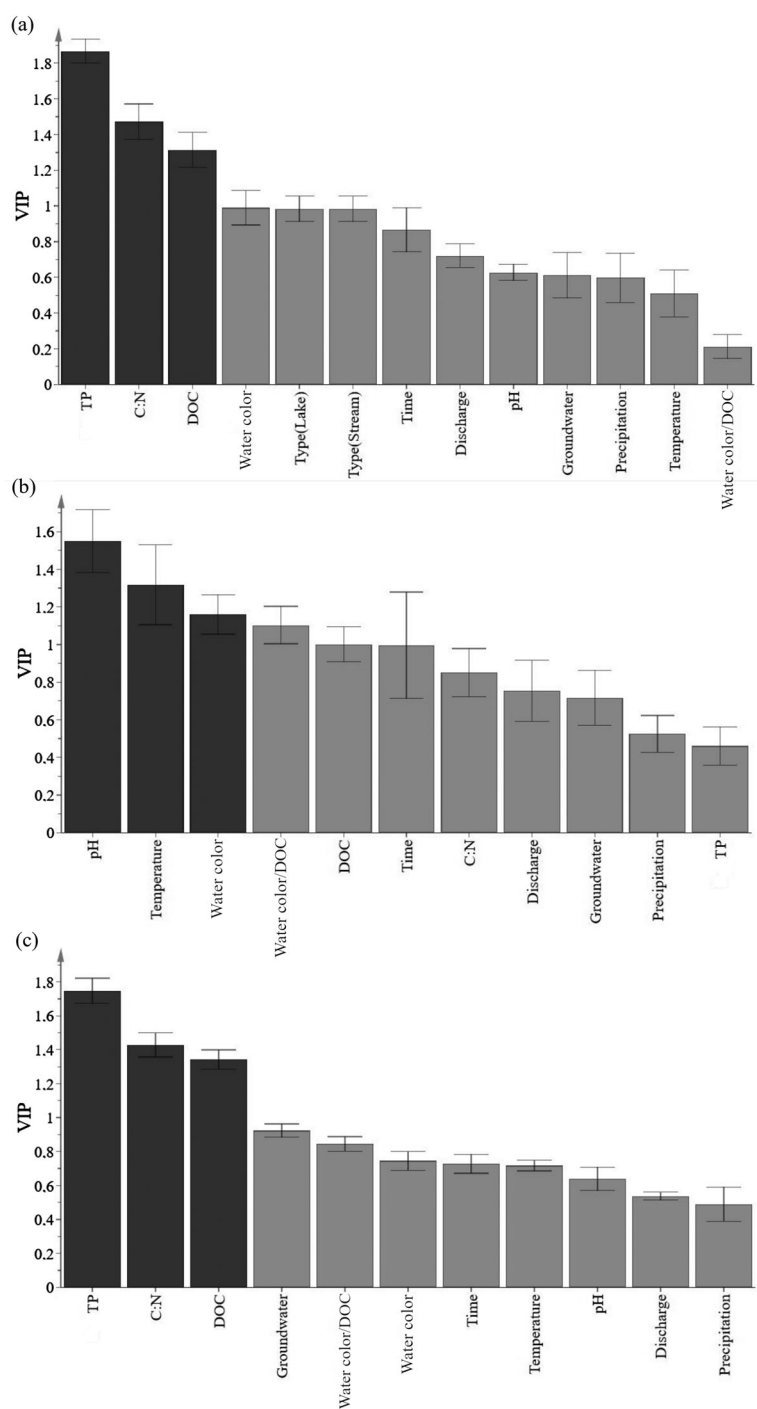 (a)
VIP
1.8
1.6
1.4
1.2
1
0.8
0.6
0.4
0.2
0
TP
C:N
DOC
Water color
Type(Lake)
Type(Stream)
Time
Discharge
pH
Groundwater
Precipitation
Temperature
Water color/DOC
(b)
VIP
1.6
1.4
1.2
1
0.8
0.6
0.4
0.2
0
pH
Temperature
Water color
Water color/DOC
DOC
Time
C:N
Discharge
Groundwater
Precipitation
TP
(c)
VIP
1.8
1.6
1.4
1.2
1
0.8
0.6
0.4
0.2
0
TP
C:N
DOC
Groundwater
Water color/DOC
Water color
Time
Temperature
pH
Discharge
Precipitation